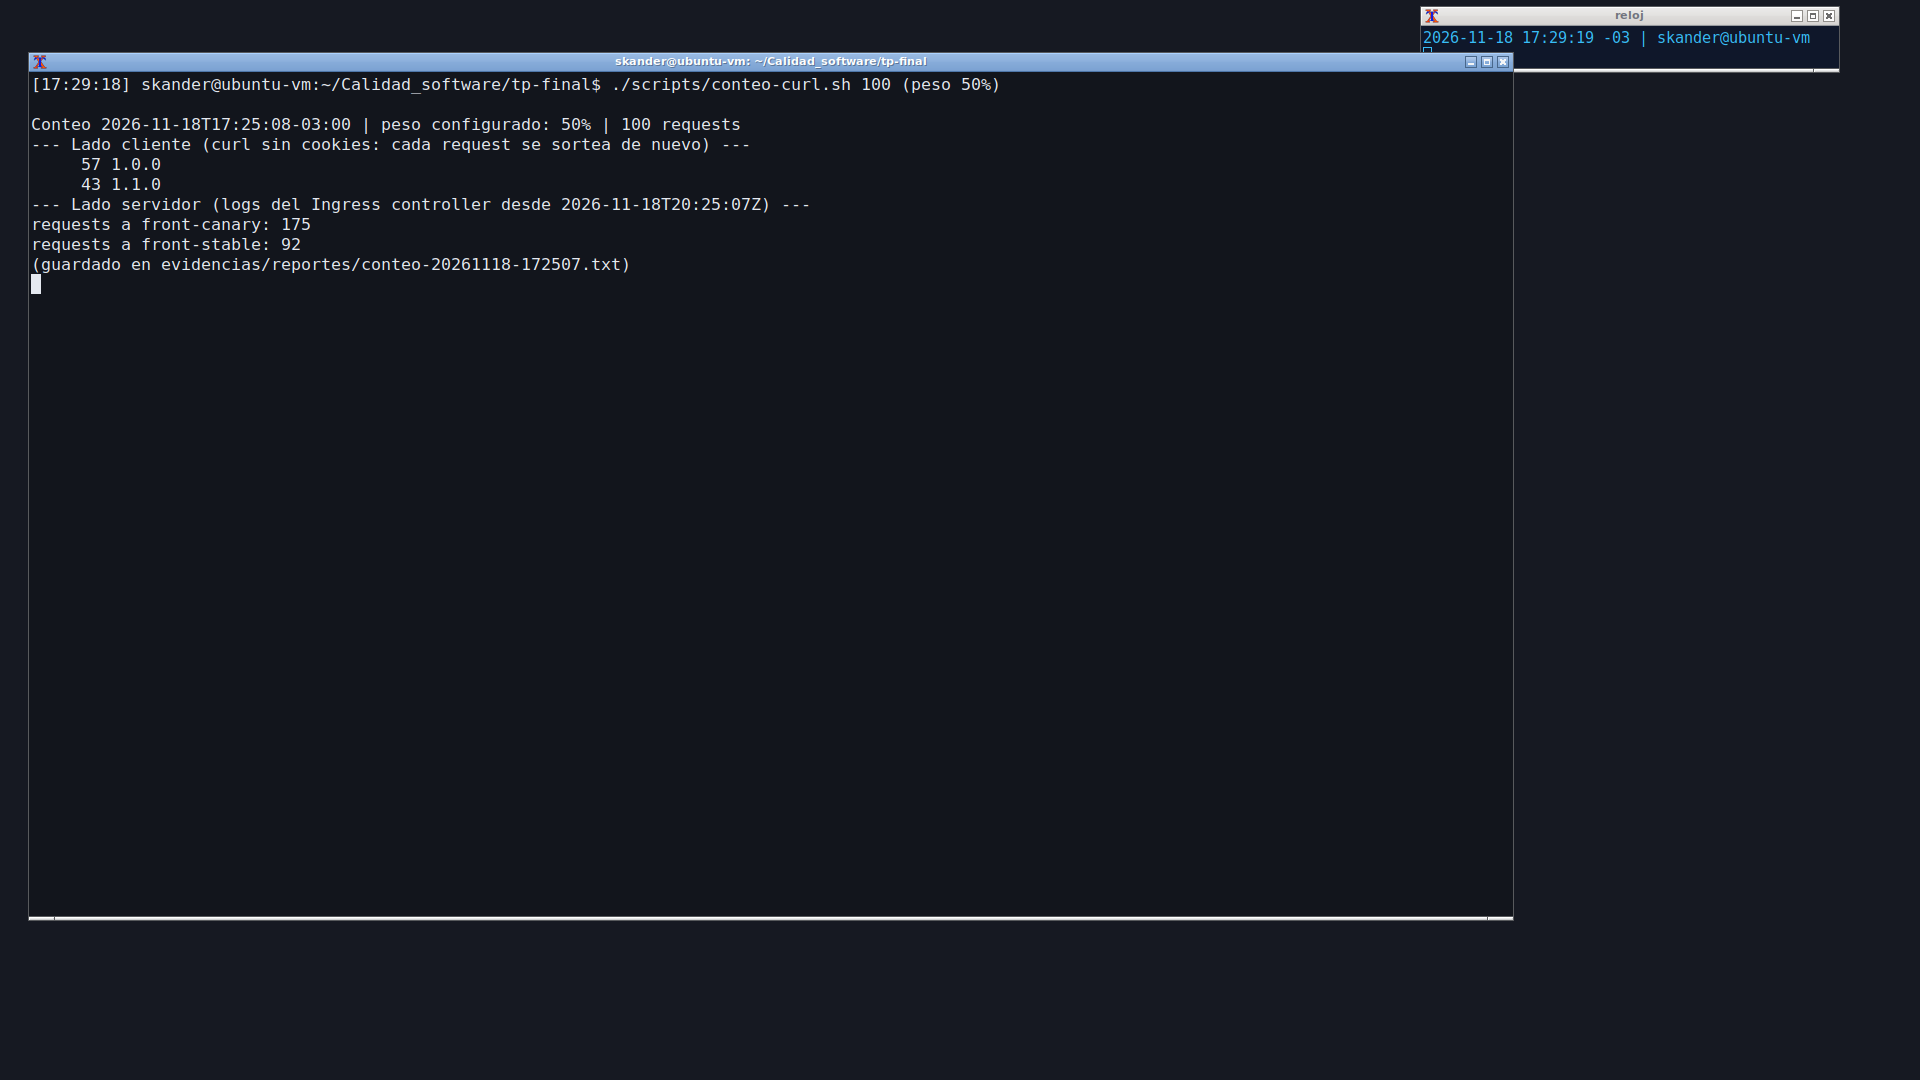 reloj
2026-11-18 17:29:19 -03 | skander@ubuntu-vm
skander@ubuntu-vm: ~/Calidad_software/tp-final
[17:29:18] skander@ubuntu-vm:~/Calidad_software/tp-final$ ./scripts/conteo-curl.sh 100 (peso 50%)
Conteo 2026-11-18T17:25:08-03:00 | peso configurado: 50% | 100 requests
--- Lado cliente (curl sin cookies: cada request se sortea de nuevo) ---
57 1.0.0
43 1.1.0
--- Lado servidor (logs del Ingress controller desde 2026-11-18T20:25:07Z) ---
requests a front-canary: 175
requests a front-stable: 92
(guardado en evidencias/reportes/conteo-20261118-172507.txt)